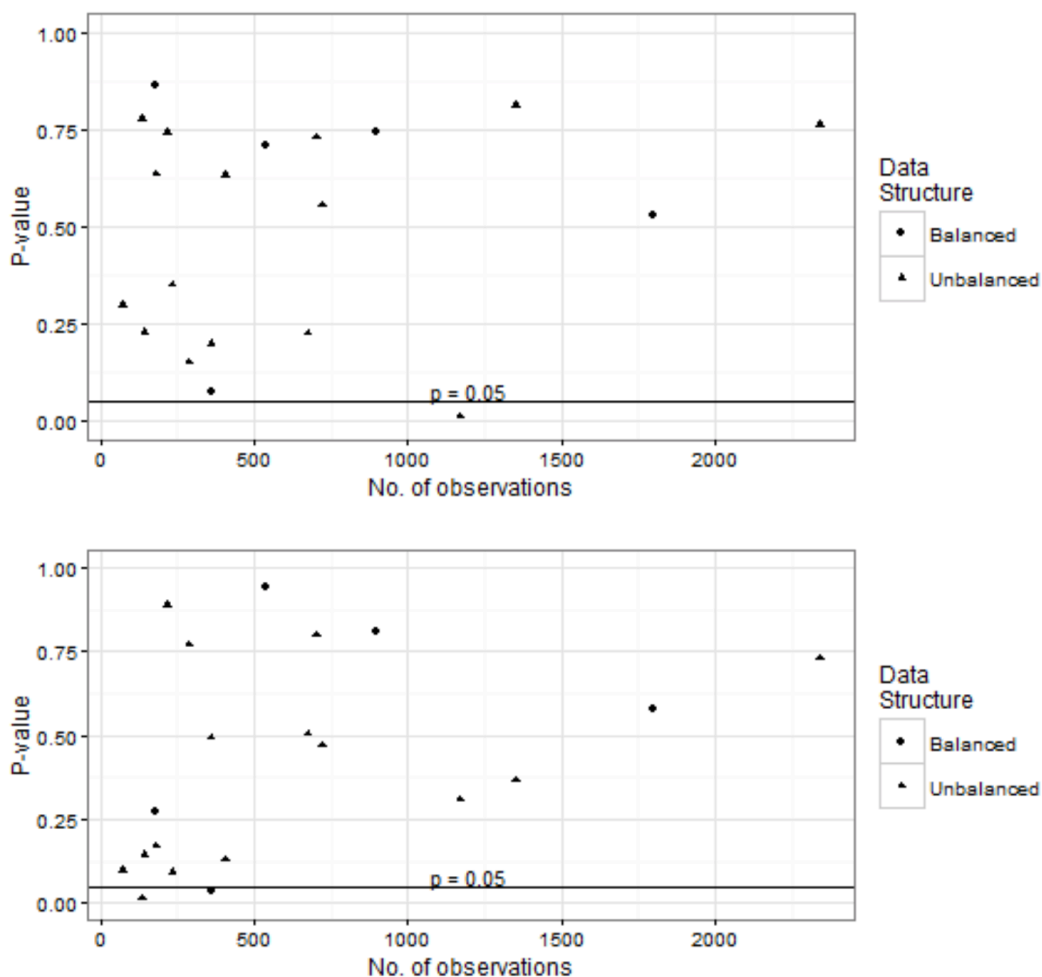 1.00
0.75
0.50
0.25
0.00
P-value
p = 0.05
0
500
1000
1500
2000
No. of observations
Data
Structure
Balanced
Unbalanced
1.00
0.75
0.50
0.25
0.00
P-value
p = 0.05
0
500
1000
1500
2000
No. of observations
Data
Structure
Balanced
Unbalanced